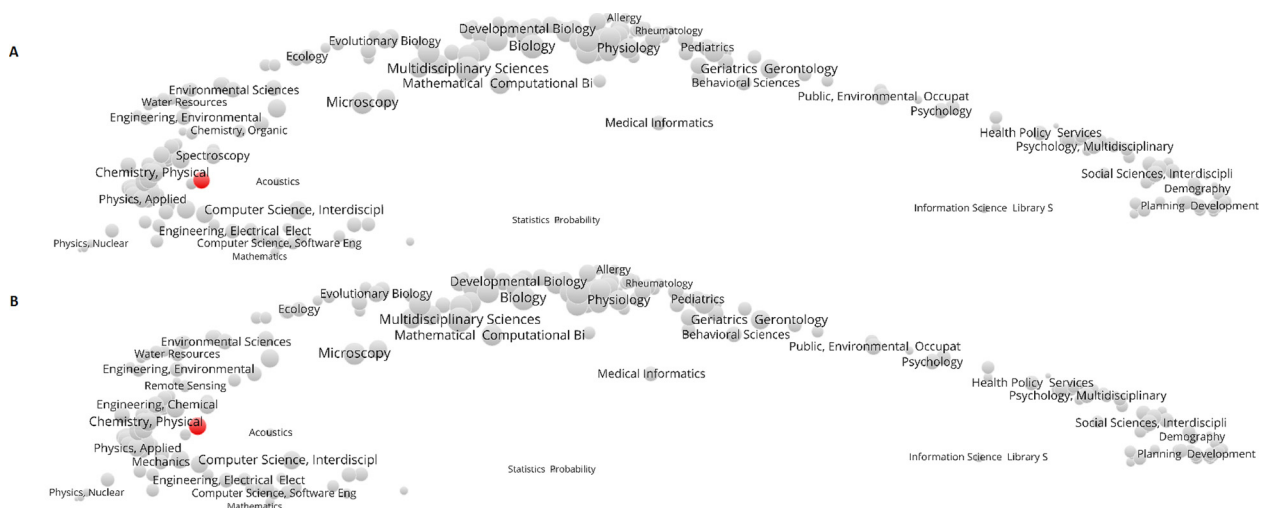 A
Allergy
Developmental Biology
Rheumatology
Evolutionary Biology
Biology
Physiology
Pediatrics
Ecology
Multidisciplinary Sciences
Geriatrics Gerontology
Mathematical Computational Bi
Behavioral Sciences
Environmental Sciences
Water Resources
Microscopy
Public, Environmental Occupat
Psychology
Engineering, Environmental
Chemistry, Organic
Medical Informatics
Health Policy Services
Psychology, Multidisciplinary
Spectroscopy
Chemistry, Physical
Acoustics
Social Sciences, Interdiscipli
Demography
Physics, Applied
Computer Science, Interdiscipl
Statistics Probability
Information Science Library S
Planning Development
Engineering, Electrical Elect
Physics, Nuclear
Computer Science, Software Eng
Mathematics
B
Allergy
Developmental Biology
Rheumatology
Evolutionary Biology
Biology
Physiology
Pediatrics
Ecology
Multidisciplinary Sciences
Geriatrics Gerontology
Mathematical Computational Bi
Behavioral Sciences
Environmental Sciences
Water Resources
Microscopy
Public, Environmental Occupat
Psychology
Engineering, Environmental
Medical Informatics
Remote Sensing
Health Policy Services
Psychology, Multidisciplinary
Engineering, Chemical
Chemistry, Physical
Acoustics
Social Sciences, Interdiscipli
Demography
Physics, Applied
Mechanics
Computer Science, Interdiscipl
Statistics Probability
Information Science Library S
Planning Development
Engineering, Electrical Elect
Physics, Nuclear
Computer Science, Software Eng
Mathematics